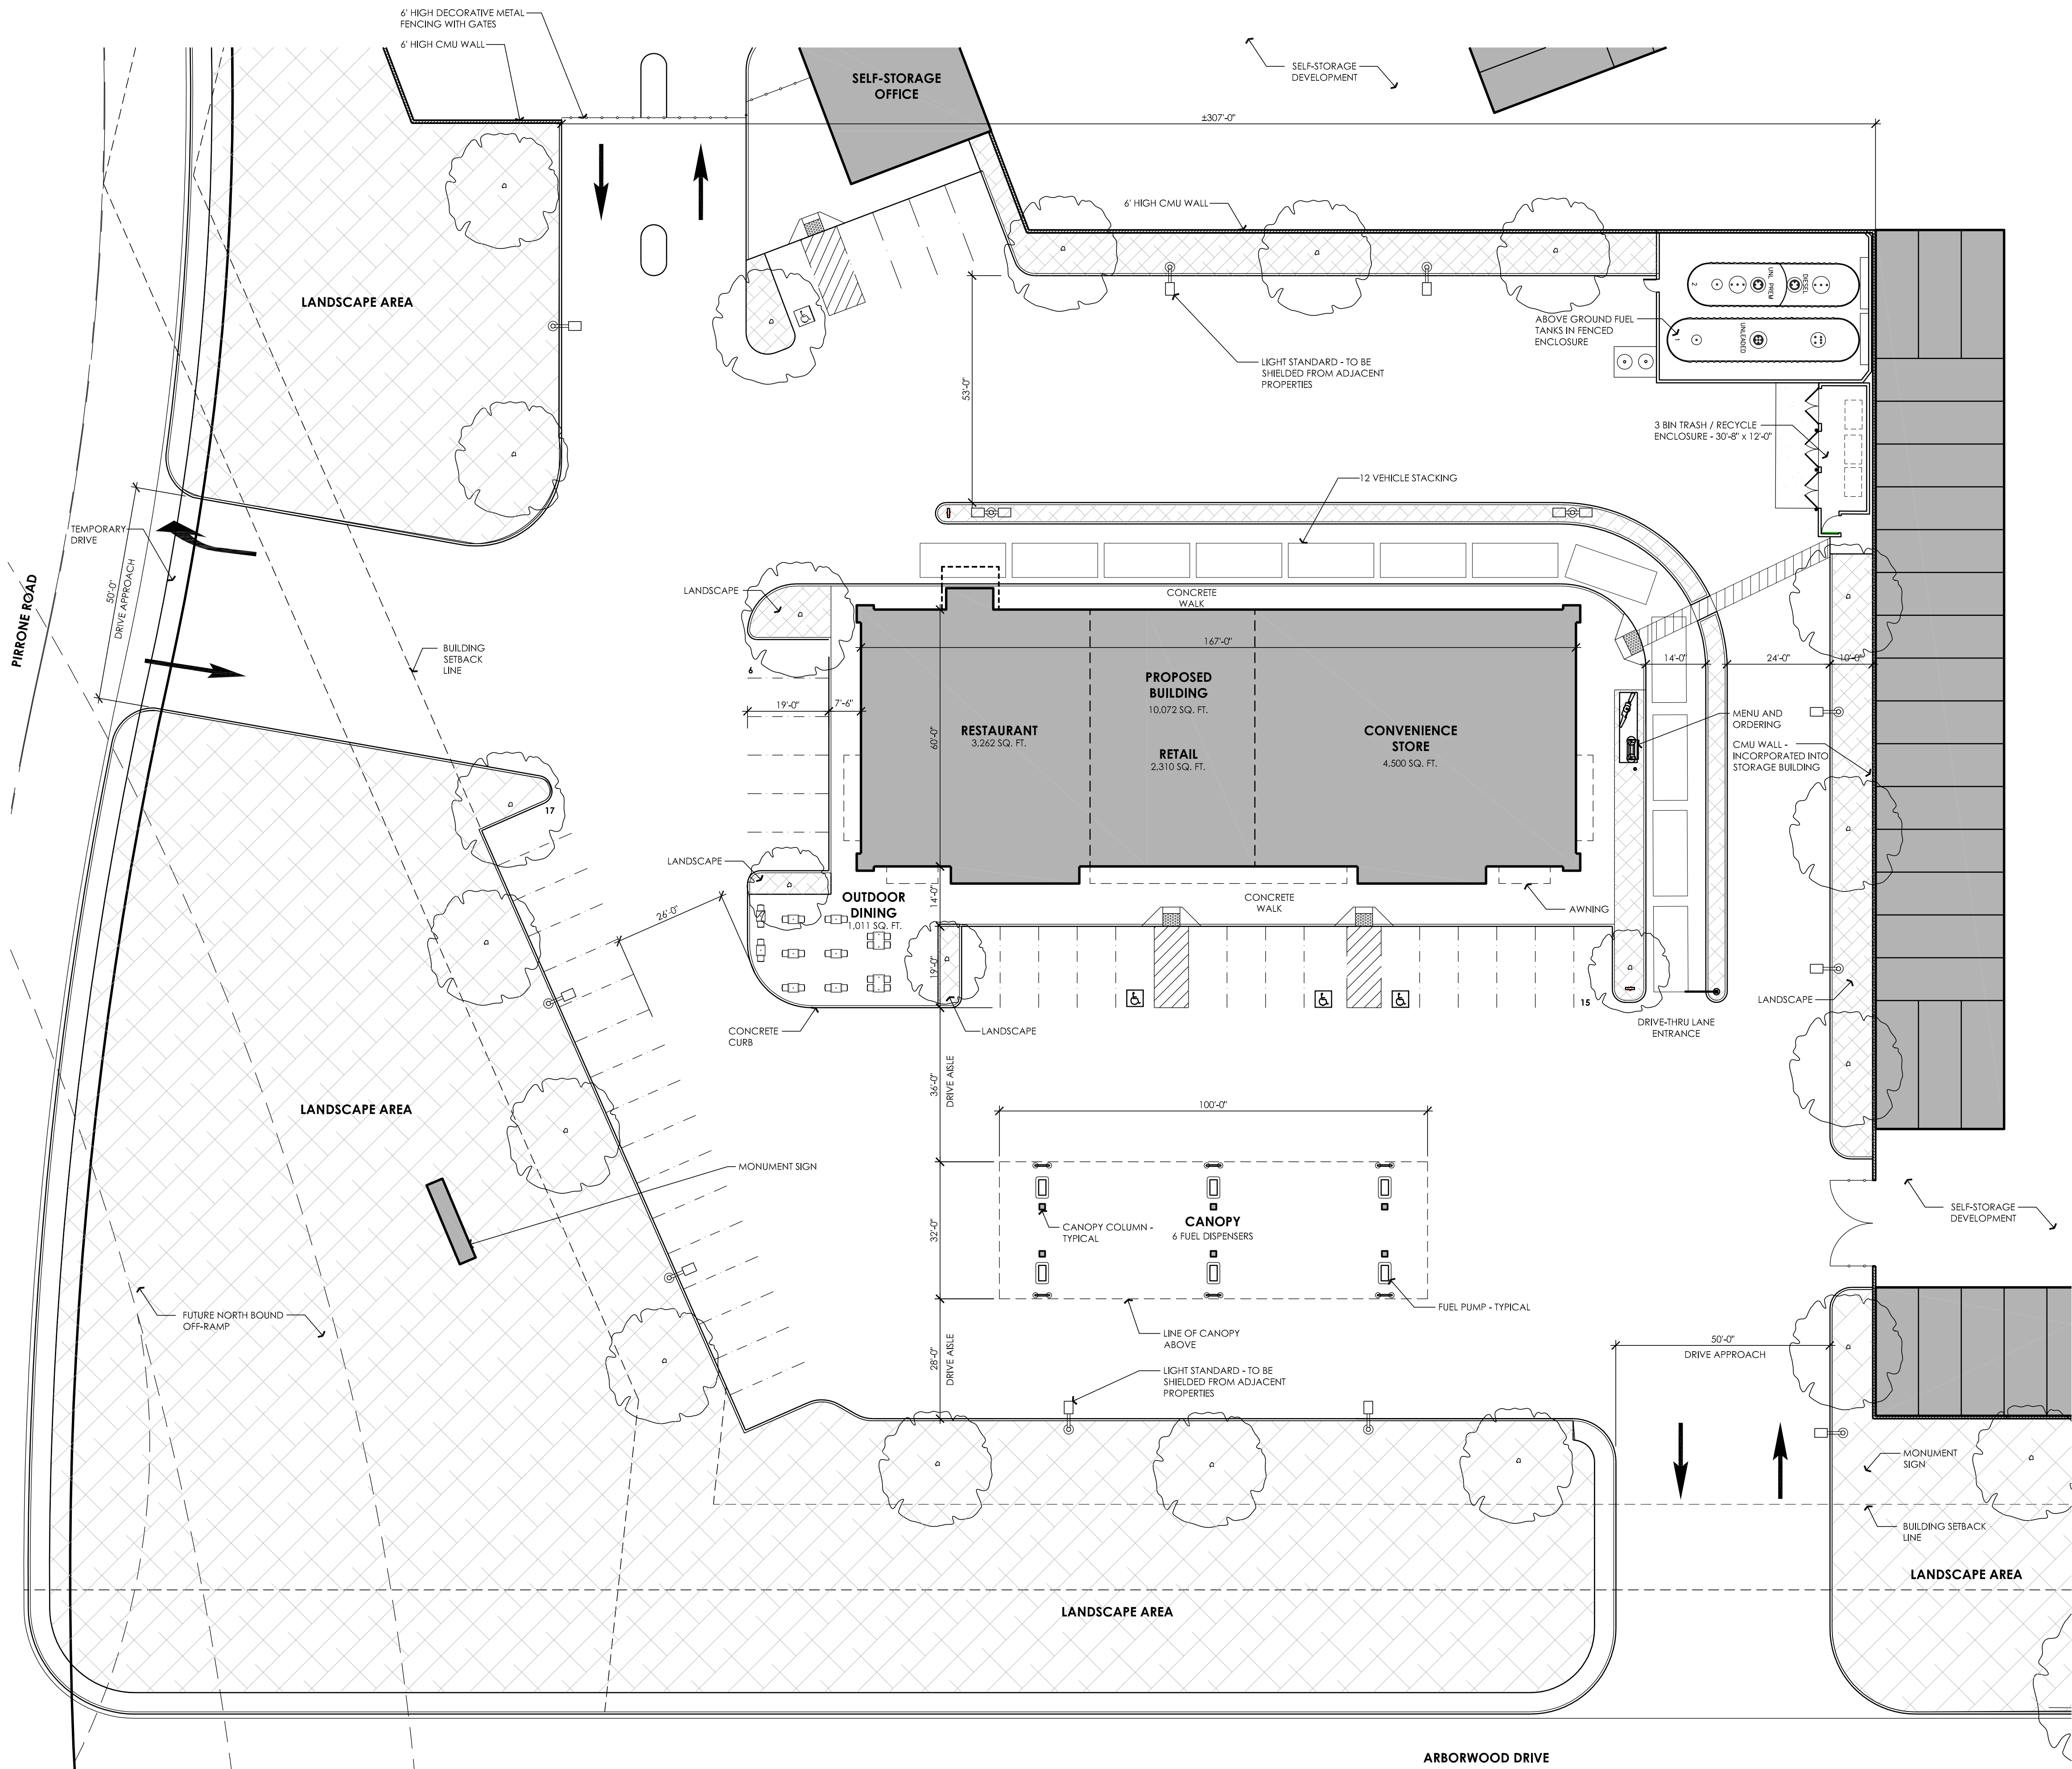 6' HIGH DECORATIVE METAL
FENCING WITH GATES
6' HIGH CMU WALL
SELF-STORAGE
OFFICE
SELF-STORAGE
DEVELOPMENT
±307'-0"
6' HIGH CMU WALL
LANDSCAPE AREA
2
UNL PREM
DIESEL
1
UNLEADED
ABOVE GROUND FUEL
TANKS IN FENCED
ENCLOSURE
LIGHT STANDARD - TO BE
SHIELDED FROM ADJACENT
PROPERTIES
53'-0"
3 BIN TRASH / RECYCLE
ENCLOSURE - 30'-8" x 12'-0"
12 VEHICLE STACKING
TEMPORARY
DRIVE
50'-0"
DRIVE APPROACH
PIRRONE ROAD
LANDSCAPE
CONCRETE
WALK
167'-0"
BUILDING
SETBACK
LINE
6
14'-0"
24'-0"
10'-0"
PROPOSED
BUILDING
10,072 SQ. FT.
19'-0"
7'-6"
60'-0"
RESTAURANT
3,262 SQ. FT.
RETAIL
2,310 SQ. FT.
CONVENIENCE
STORE
4,500 SQ. FT.
MENU AND
ORDERING
CMU WALL -
INCORPORATED INTO
STORAGE BUILDING
17
LANDSCAPE
OUTDOOR
DINING
1,011 SQ. FT.
14'-0"
CONCRETE
WALK
AWNING
26'-0"
19'-0"
15
LANDSCAPE
CONCRETE
CURB
LANDSCAPE
DRIVE-THRU LANE
ENTRANCE
36'-0"
DRIVE AISLE
100'-0"
LANDSCAPE AREA
MONUMENT SIGN
32'-0"
CANOPY COLUMN -
TYPICAL
CANOPY
6 FUEL DISPENSERS
SELF-STORAGE
DEVELOPMENT
FUTURE NORTH BOUND
OFF-RAMP
FUEL PUMP - TYPICAL
LINE OF CANOPY
ABOVE
28'-0"
DRIVE AISLE
50'-0"
DRIVE APPROACH
LIGHT STANDARD - TO BE
SHIELDED FROM ADJACENT
PROPERTIES
MONUMENT
SIGN
BUILDING SETBACK
LINE
LANDSCAPE AREA
LANDSCAPE AREA
ARBORWOOD DRIVE